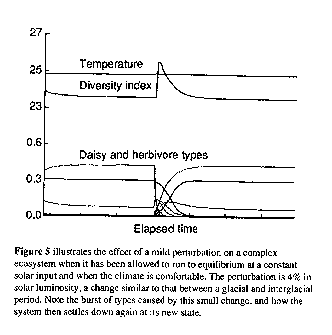 27
Temperature
25
Diversity index
23
0.6
Daisy and herbivore types
0.3
0.0
Elapsed time
Figure 5 illustrates the effect of a mild perturbation on a complex
ecosystem when it has been allowed to run to equilibrium at a constant
solar input and when the climate is comfortable. The perturbation is 4% in
solar luminosity, a change similar to that between a glacial and interglacial
period. Note the burst of types caused by this small change, and how the
system then settles down again at its new state.